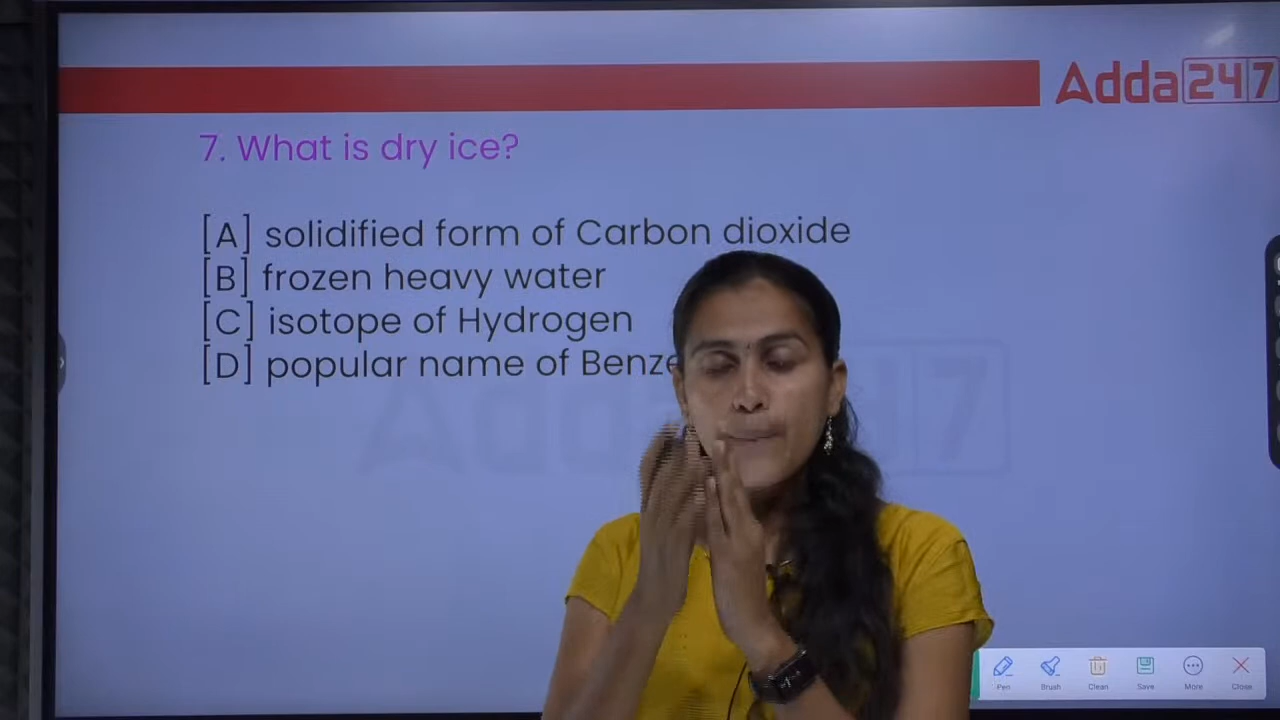 Adda247
7. What is dry ice?
[A] solidified form of Carbon dioxide
[B] frozen heavy water
[C] isotope of Hydrogen
[D] popular name of
Adda247
Pen Brush Clean Save More Close